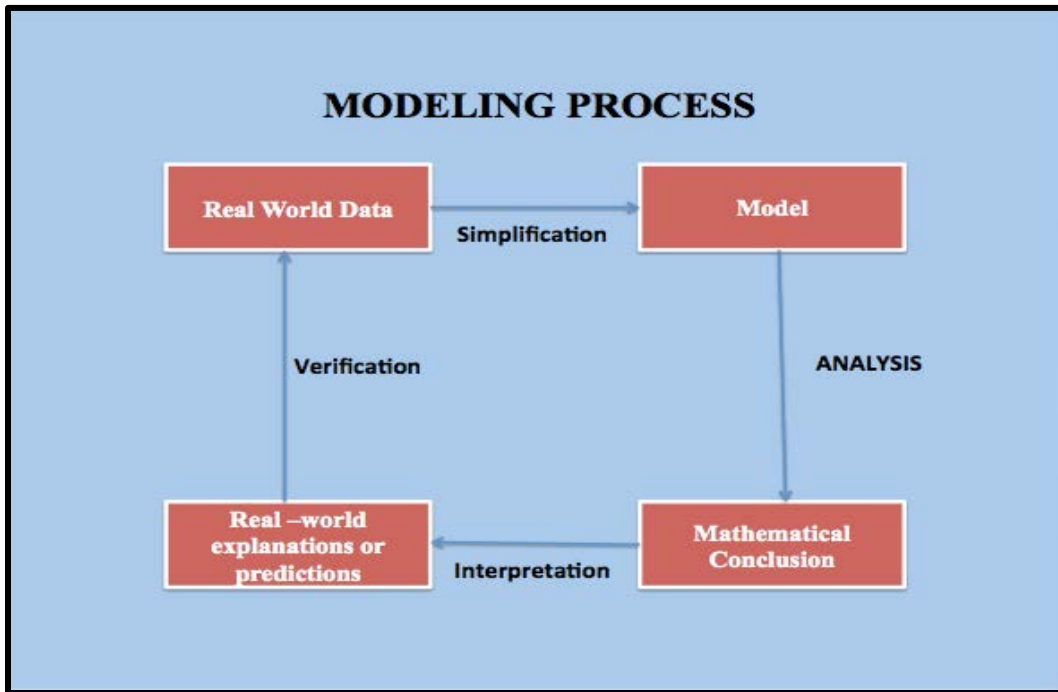 MODELING PROCESS
Real World Data
Simplification
Model
Verification
ANALYSIS
Real –world
explanations or
predictions
Interpretation
Mathematical
Conclusion